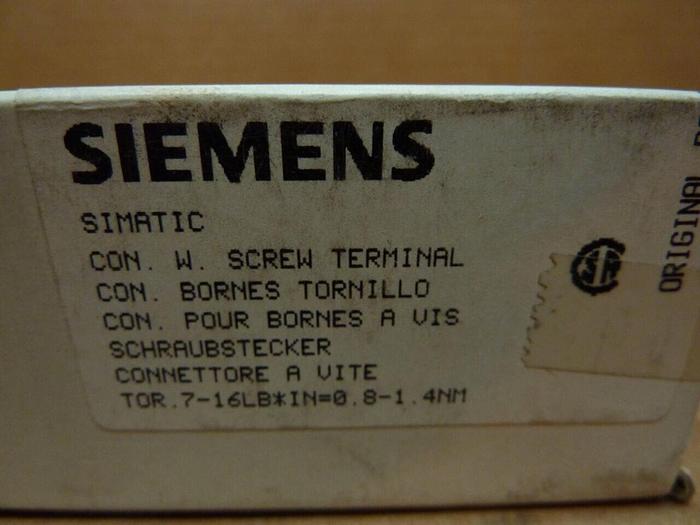 SIEMENS
SIMATIC
CON. W. SCREW TERMINAL
CON. BORNES TORNILLO
CON. POUR BORNES A VIS
SCHRAUBSTECKER
CONNETTORE A VITE
TOR.7-16LB*IN=0.8-1.4NM
ORIGINAL